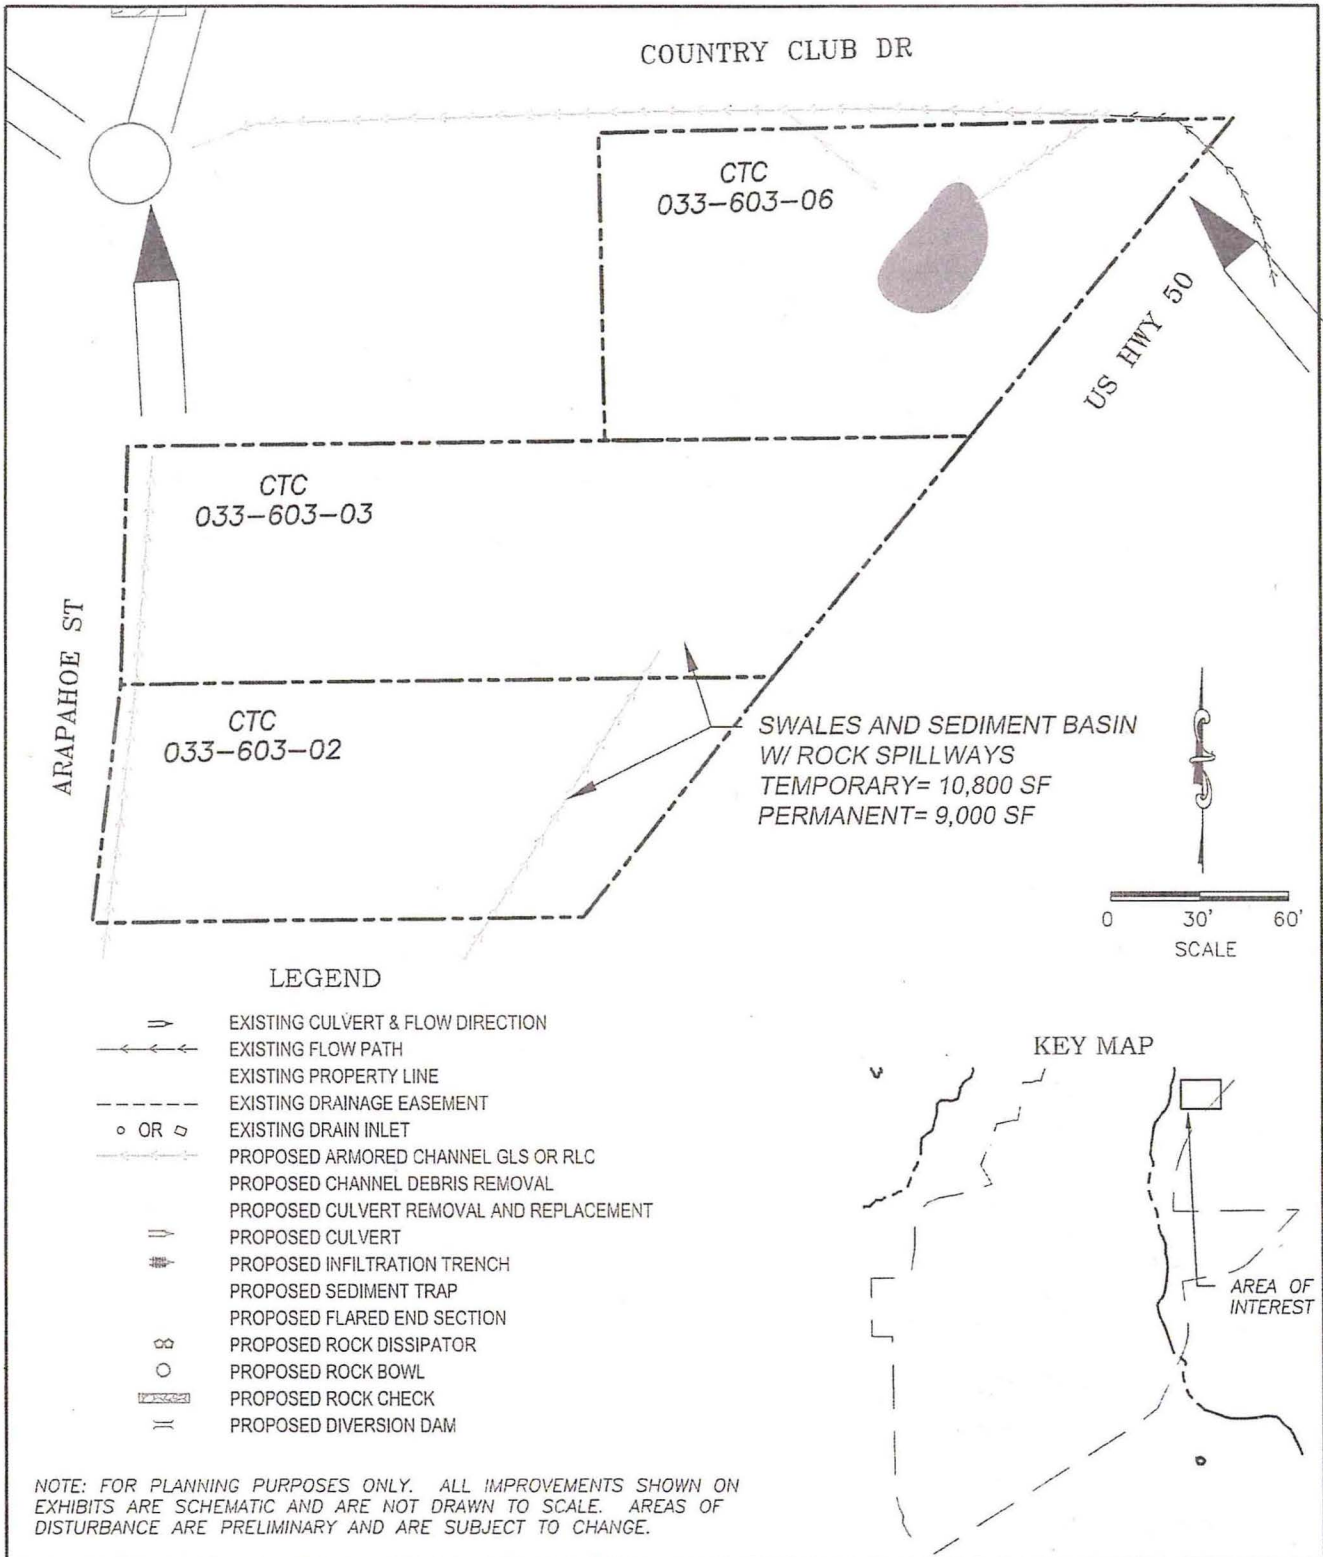 COUNTRY CLUB DR
CTC
033-603-06
US HWY 50
CTC
033-603-03
ARAPAHOE ST
CTC
033-603-02
SWALES AND SEDIMENT BASIN
W/ ROCK SPILLWAYS
TEMPORARY= 10,800 SF
PERMANENT= 9,000 SF
0 30' 60'
SCALE
LEGEND
EXISTING CULVERT & FLOW DIRECTION
EXISTING FLOW PATH
EXISTING PROPERTY LINE
EXISTING DRAINAGE EASEMENT
OR EXISTING DRAIN INLET
PROPOSED ARMORED CHANNEL GLS OR RLC
PROPOSED CHANNEL DEBRIS REMOVAL
PROPOSED CULVERT REMOVAL AND REPLACEMENT
PROPOSED CULVERT
PROPOSED INFILTRATION TRENCH
PROPOSED SEDIMENT TRAP
PROPOSED FLARED END SECTION
PROPOSED ROCK DISSIPATOR
PROPOSED ROCK BOWL
PROPOSED ROCK CHECK
PROPOSED DIVERSION DAM
KEY MAP
AREA OF
INTEREST
NOTE: FOR PLANNING PURPOSES ONLY. ALL IMPROVEMENTS SHOWN ON
EXHIBITS ARE SCHEMATIC AND ARE NOT DRAWN TO SCALE. AREAS OF
DISTURBANCE ARE PRELIMINARY AND ARE SUBJECT TO CHANGE.